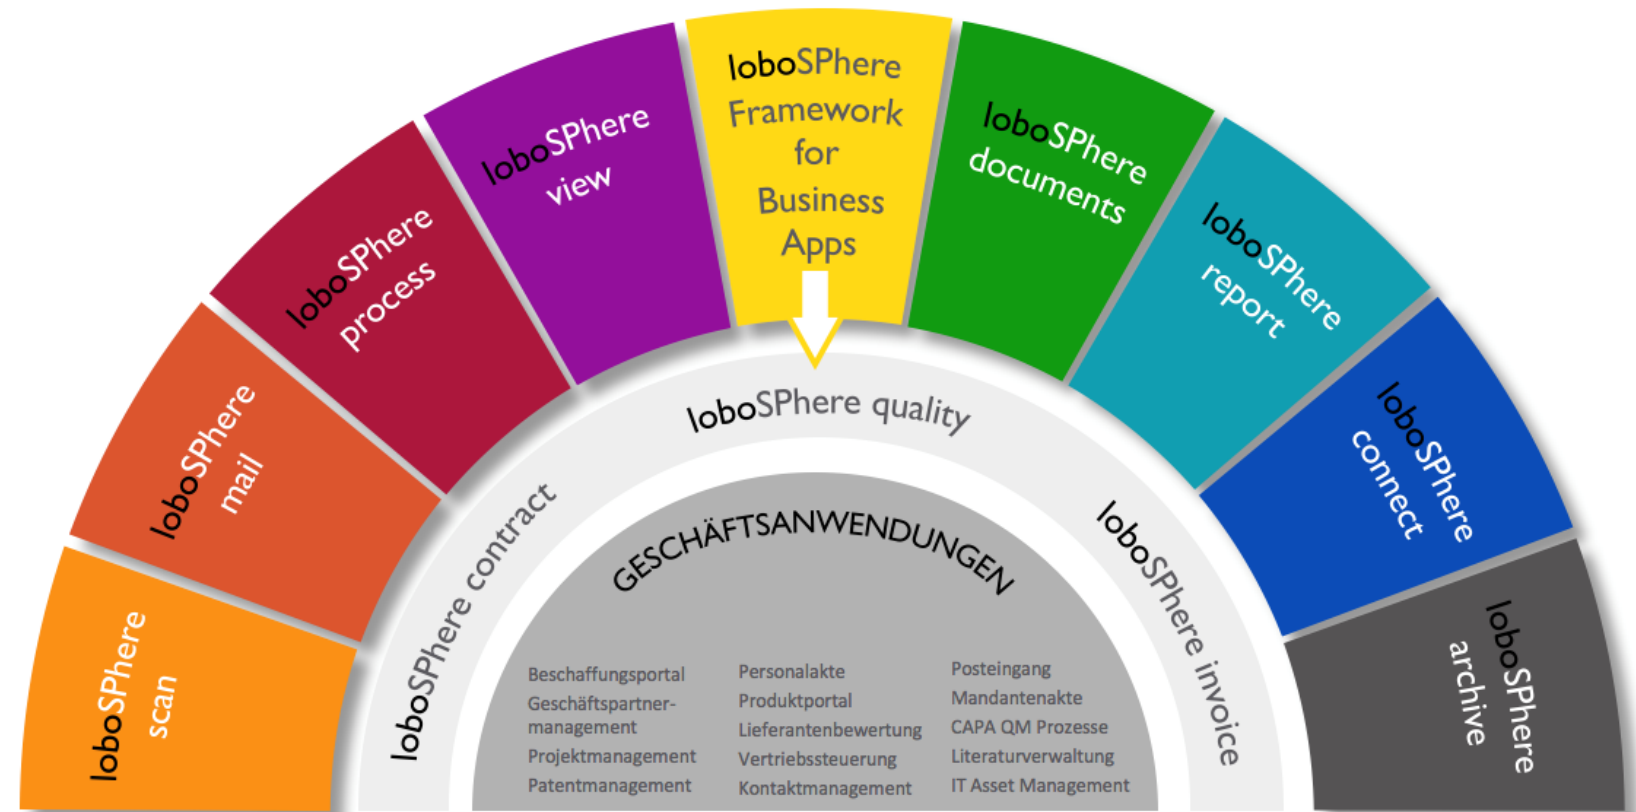 loboSPhere
scan
loboSPhere
mail
loboSPhere
process
loboSPhere
view
loboSPhere
Framework
for
Business
Apps
loboSPhere
documents
loboSPhere
report
loboSPhere
connect
loboSPhere
archive
loboSPhere contract
loboSPhere quality
loboSPhere invoice
GESCHÄFTSANWENDUNGEN
Beschaffungsportal
Geschäftspartner-
management
Projektmanagement
Patentmanagement
Personalakte
Produktportal
Lieferantenbewertung
Vertriebssteuerung
Kontaktmanagement
Posteingang
Mandantenakte
CAPA QM Prozesse
Literaturverwaltung
IT Asset Management